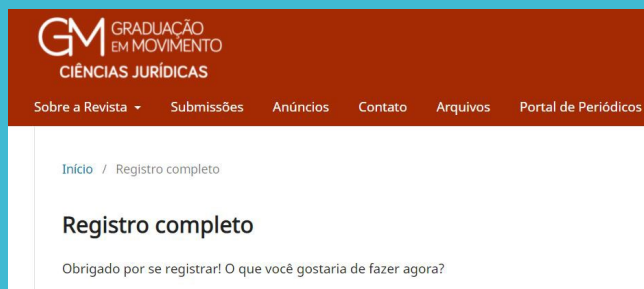 GM GRADUAÇÃO
EM MOVIMENTO
CIÊNCIAS JURÍDICAS
Sobre a Revista Submissões Anúncios Contato Arquivos Portal de Periódicos
Início / Registro completo
Registro completo
Obrigado por se registrar! O que você gostaria de fazer agora?